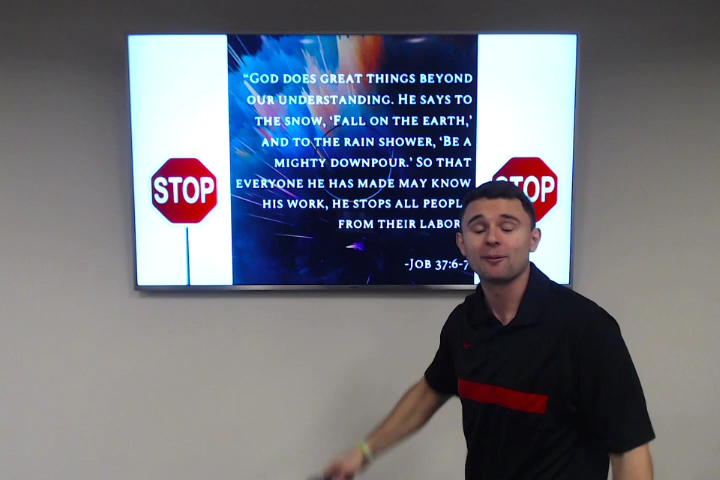 "God does great things beyond
our understanding. He says to
the snow, 'Fall on the earth,'
and to the rain shower, 'Be a
mighty downpour.' So that
everyone he has made may know
his work, he stops all
from their
-Job 37:6-7
STOP
STOP